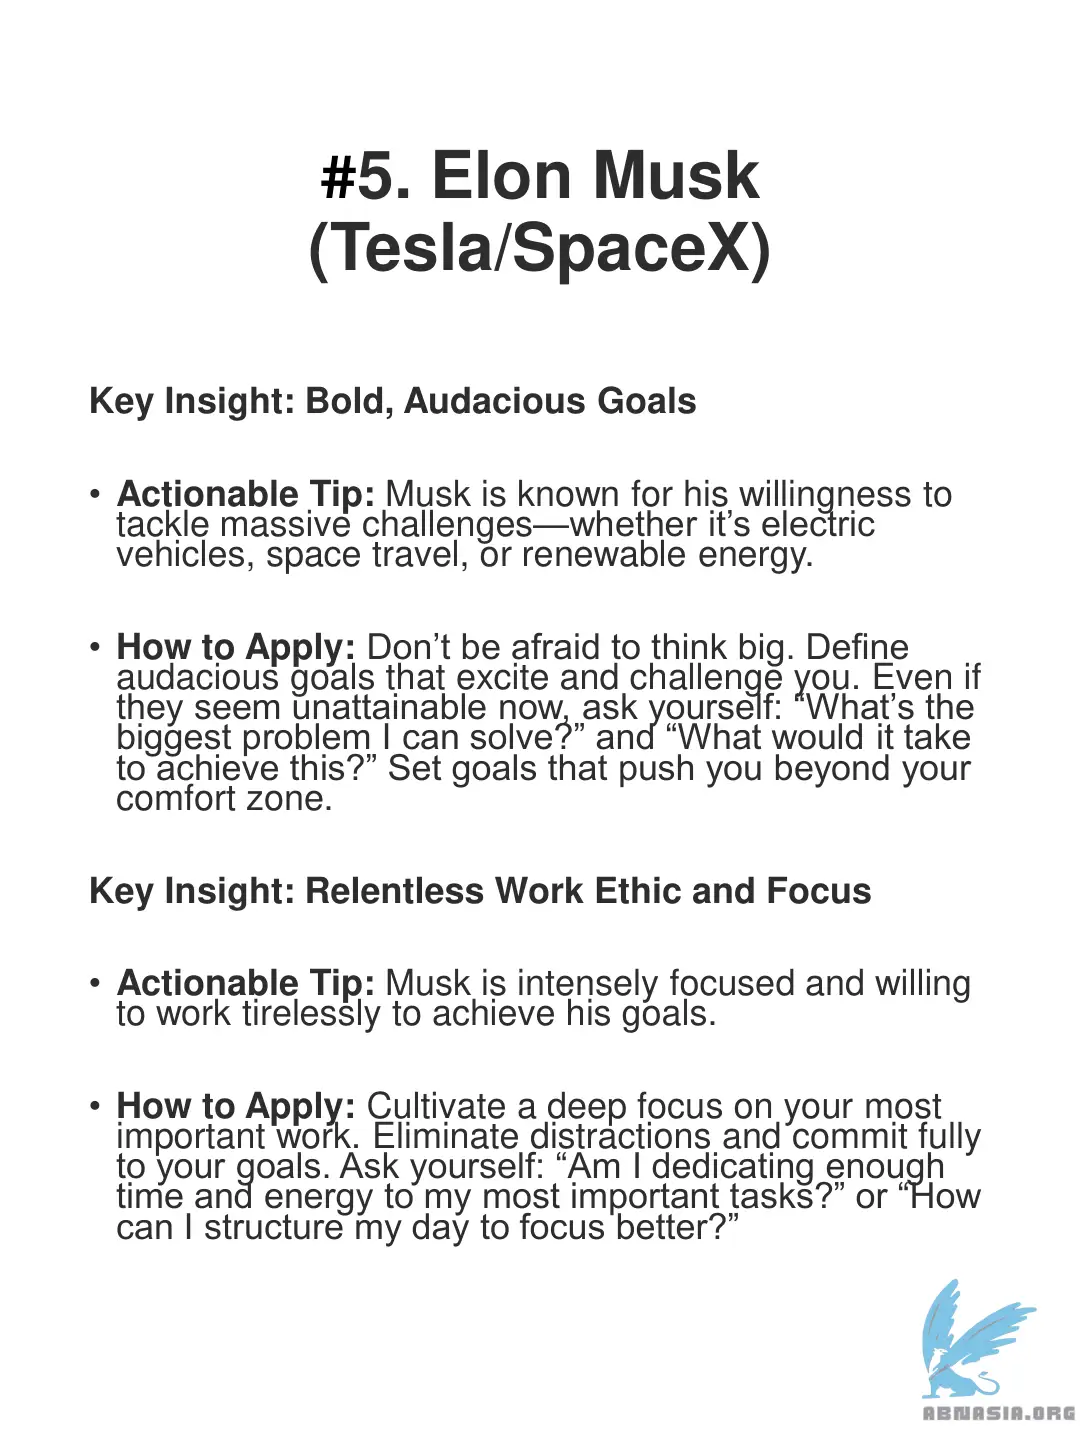 #5. Elon Musk
(Tesla/SpaceX)
Key Insight: Bold, Audacious Goals
• Actionable Tip: Musk is known for his willingness to
tackle massive challenges—whether it’s electric
vehicles, space travel, or renewable energy.
• How to Apply: Don’t be afraid to think big. Define
audacious goals that excite and challenge you. Even if
they seem unattainable now, ask yourself: “What’s the
biggest problem I can solve?” and “What would it take
to achieve this?” Set goals that push you beyond your
comfort zone.
Key Insight: Relentless Work Ethic and Focus
• Actionable Tip: Musk is intensely focused and willing
to work tirelessly to achieve his goals.
• How to Apply: Cultivate a deep focus on your most
important work. Eliminate distractions and commit fully
to your goals. Ask yourself: “Am I dedicating enough
time and energy to my most important tasks?” or “How
can I structure my day to focus better?”
ABNASIA.ORG